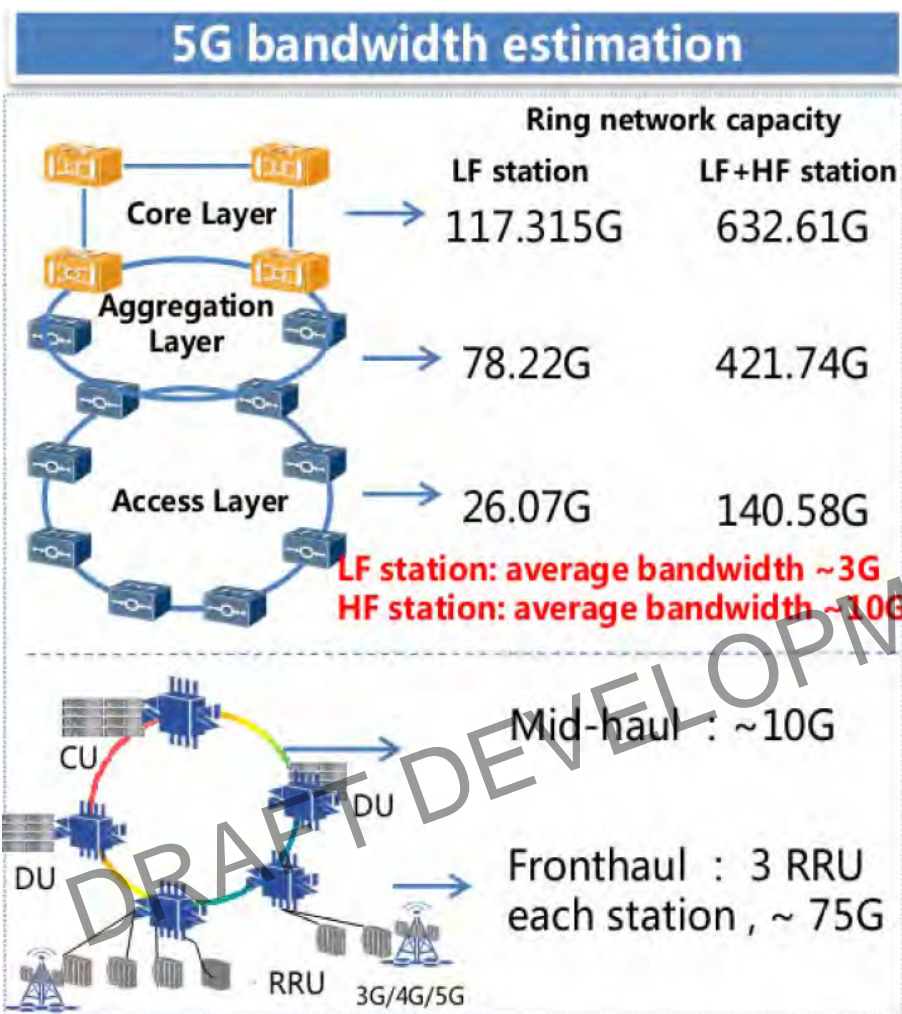 5G bandwidth estimation
Ring network capacity
LF station
LF+HF station
Core Layer
117.315G
632.61G
Aggregation
Layer
78.22G
421.74G
Access Layer
26.07G
140.58G
LF station: average bandwidth ~3G
HF station: average bandwidth ~10G
Mid-haul : ~10G
CU
DU
DU
Fronthaul : 3 RRU
each station , ~ 75G
RRU
3G/4G/5G
DRAFT DEVELOPM